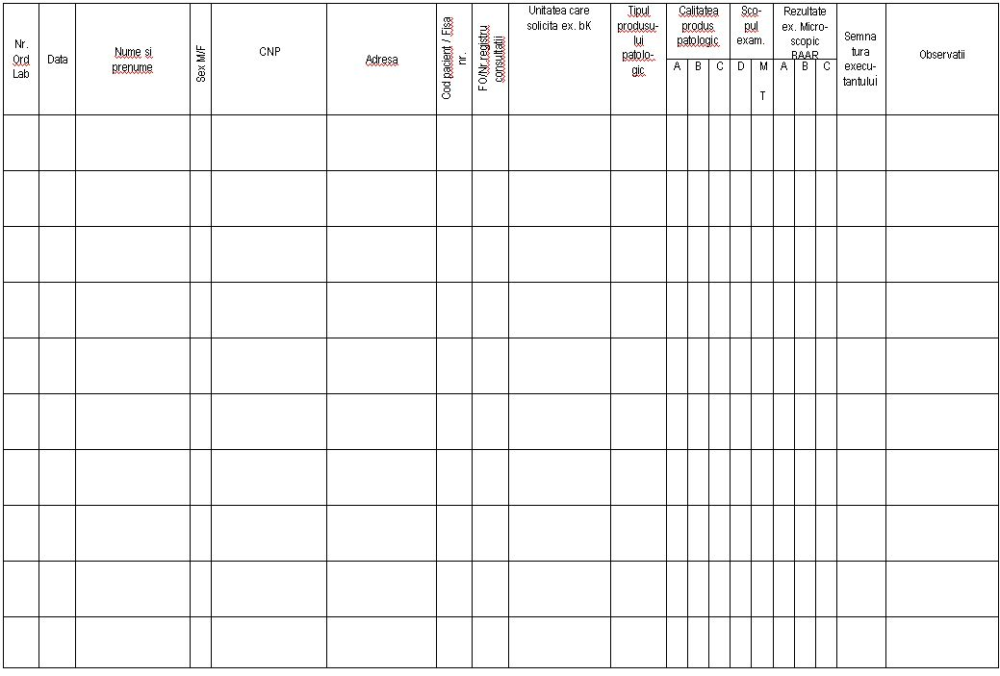 Nr.
Ord
Lab
Data
Nume si
prenume
Sex M/F
CNP
Adresa
Cod pacient / Fisa
nr.
FO/Nr.registru
consultatii
Unitatea care
solicita ex. bK
Tipul
produsu-
lui
patolo-
gic
Calitatea
produs
patologic
A B C
Sco-
pul
exam.
D M
T
Rezultate
ex. Micro-
scopic
BAAR
A B C
Semna
tura
execu-
tantului
Observatii